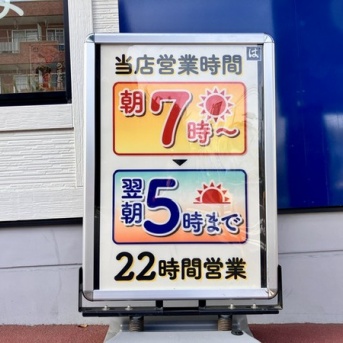 は
当店営業時間
朝7時～
翌朝5時まで
22時間営業